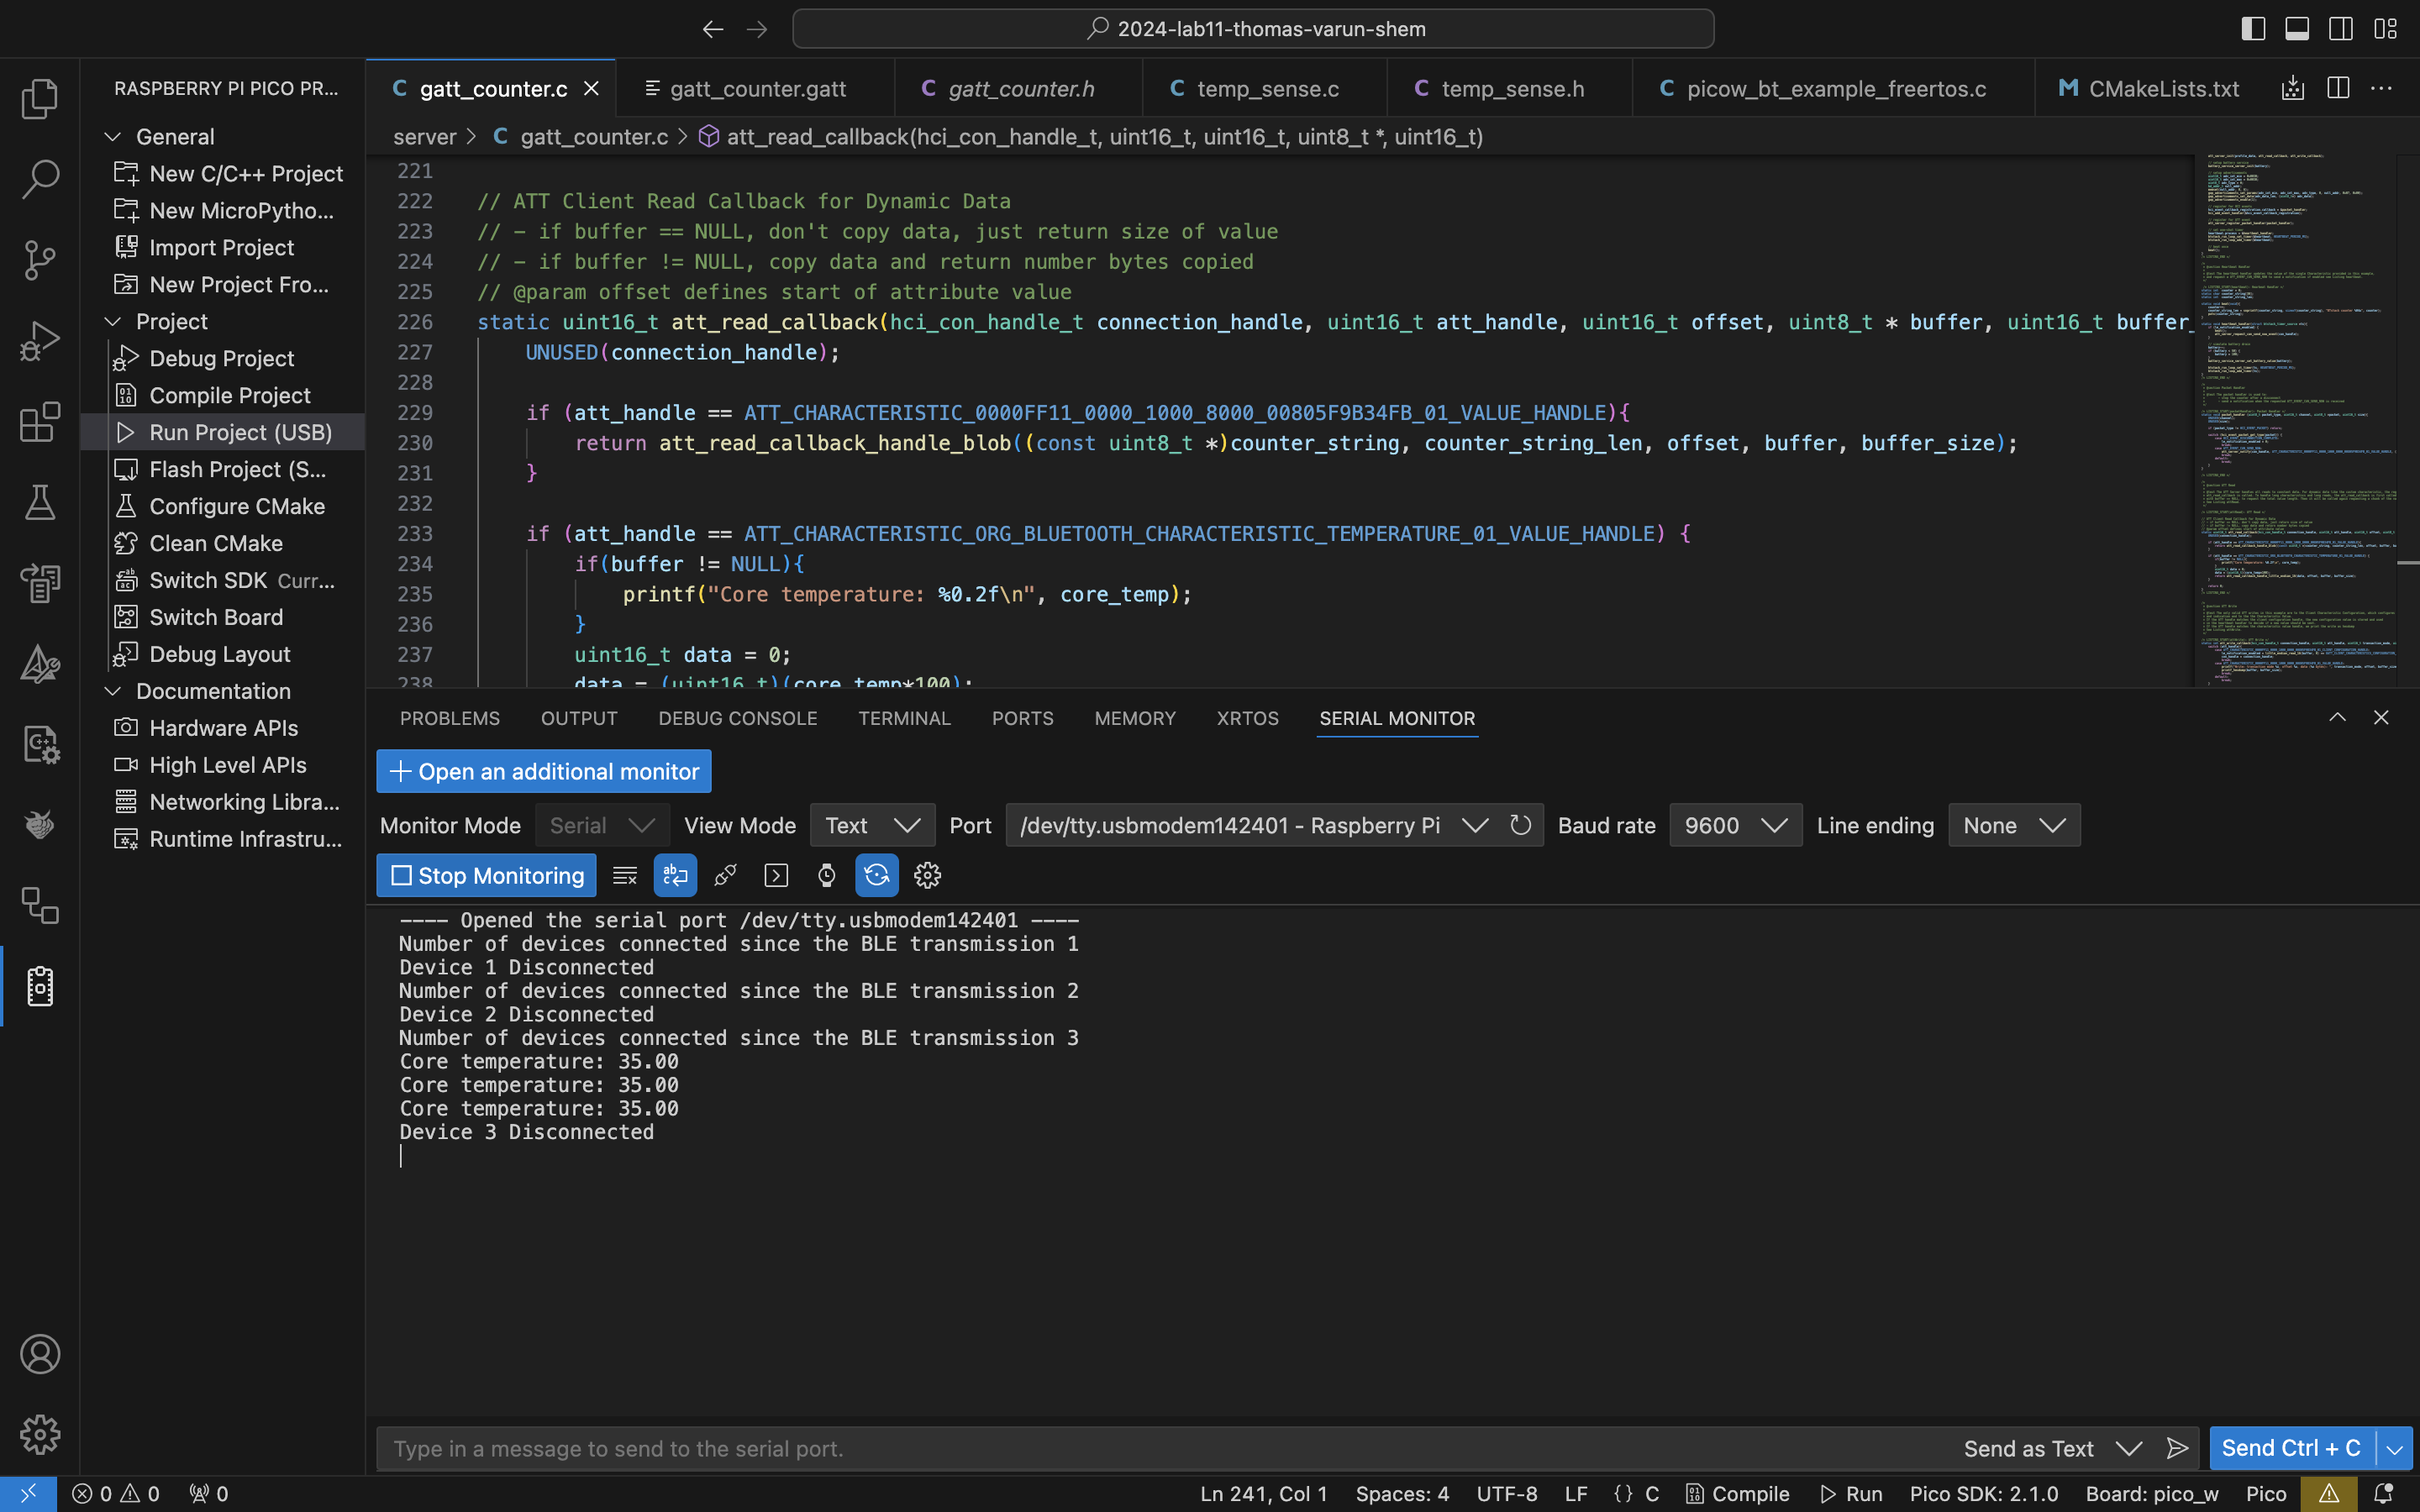 2024-lab11-thomas-varun-shem
RASPBERRY PI PICO PR...
General
New C/C++ Project
New MicroPytho...
Import Project
New Project Fro...
Project
Debug Project
Compile Project
Run Project (USB)
Flash Project (S...
Configure CMake
Clean CMake
Switch SDK Curr...
Switch Board
Debug Layout
Documentation
Hardware APIs
High Level APIs
Networking Libra...
Runtime Infrastru...
C gatt_counter.c gatt_counter.gatt C gatt_counter.h C temp_sense.c C temp_sense.h C picow_bt_example_freertos.c M CMakeLists.txt
server > C gatt_counter.c > att_read_callback(hci_con_handle_t, uint16_t, uint16_t, uint8_t *, uint16_t)
221
222 // ATT Client Read Callback for Dynamic Data
223 // - if buffer == NULL, don't copy data, just return size of value
224 // - if buffer != NULL, copy data and return number bytes copied
225 // @param offset defines start of attribute value
226 static uint16_t att_read_callback(hci_con_handle_t connection_handle, uint16_t att_handle, uint16_t offset, uint8_t * buffer, uint16_t buffer_
227 UNUSED(connection_handle);
228
229 if (att_handle == ATT_CHARACTERISTIC_0000FF11_0000_1000_8000_00805F9B34FB_01_VALUE_HANDLE){
230 return att_read_callback_handle_blob((const uint8_t *)counter_string, counter_string_len, offset, buffer, buffer_size);
231 }
232
233 if (att_handle == ATT_CHARACTERISTIC_ORG_BLUETOOTH_CHARACTERISTIC_TEMPERATURE_01_VALUE_HANDLE) {
234 if(buffer != NULL){
235 printf("Core temperature: %0.2f\n", core_temp);
236 }
237 uint16_t data = 0;
238 data = (uint16_t)(core_temp*100);
PROBLEMS OUTPUT DEBUG CONSOLE TERMINAL PORTS MEMORY XRTOS SERIAL MONITOR
Open an additional monitor
Monitor Mode Serial View Mode Text Port /dev/tty.usbmodem142401 - Raspberry Pi Baud rate 9600 Line ending None
Stop Monitoring
---- Opened the serial port /dev/tty.usbmodem142401 ----
Number of devices connected since the BLE transmission 1
Device 1 Disconnected
Number of devices connected since the BLE transmission 2
Device 2 Disconnected
Number of devices connected since the BLE transmission 3
Core temperature: 35.00
Core temperature: 35.00
Core temperature: 35.00
Device 3 Disconnected
Type in a message to send to the serial port. Send as Text Send Ctrl + C
0 0 0 Ln 241, Col 1 Spaces: 4 UTF-8 LF {} C Compile Run Pico SDK: 2.1.0 Board: pico_w Pico